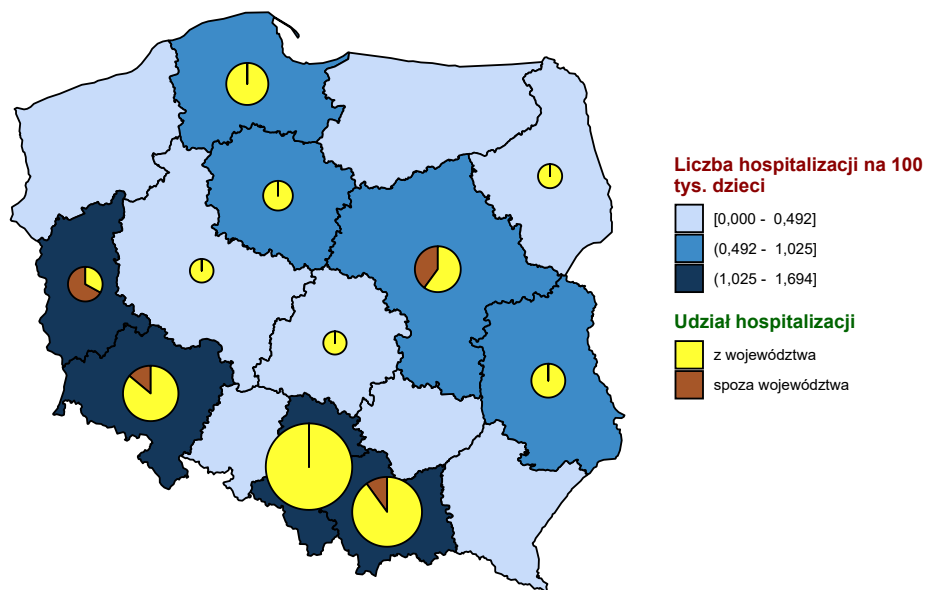 Liczba hospitalizacji na 100
tys. dzieci
[0,000 - 0,492]
(0,492 - 1,025]
(1,025 - 1,694]
Udział hospitalizacji
z województwa
spoza województwa